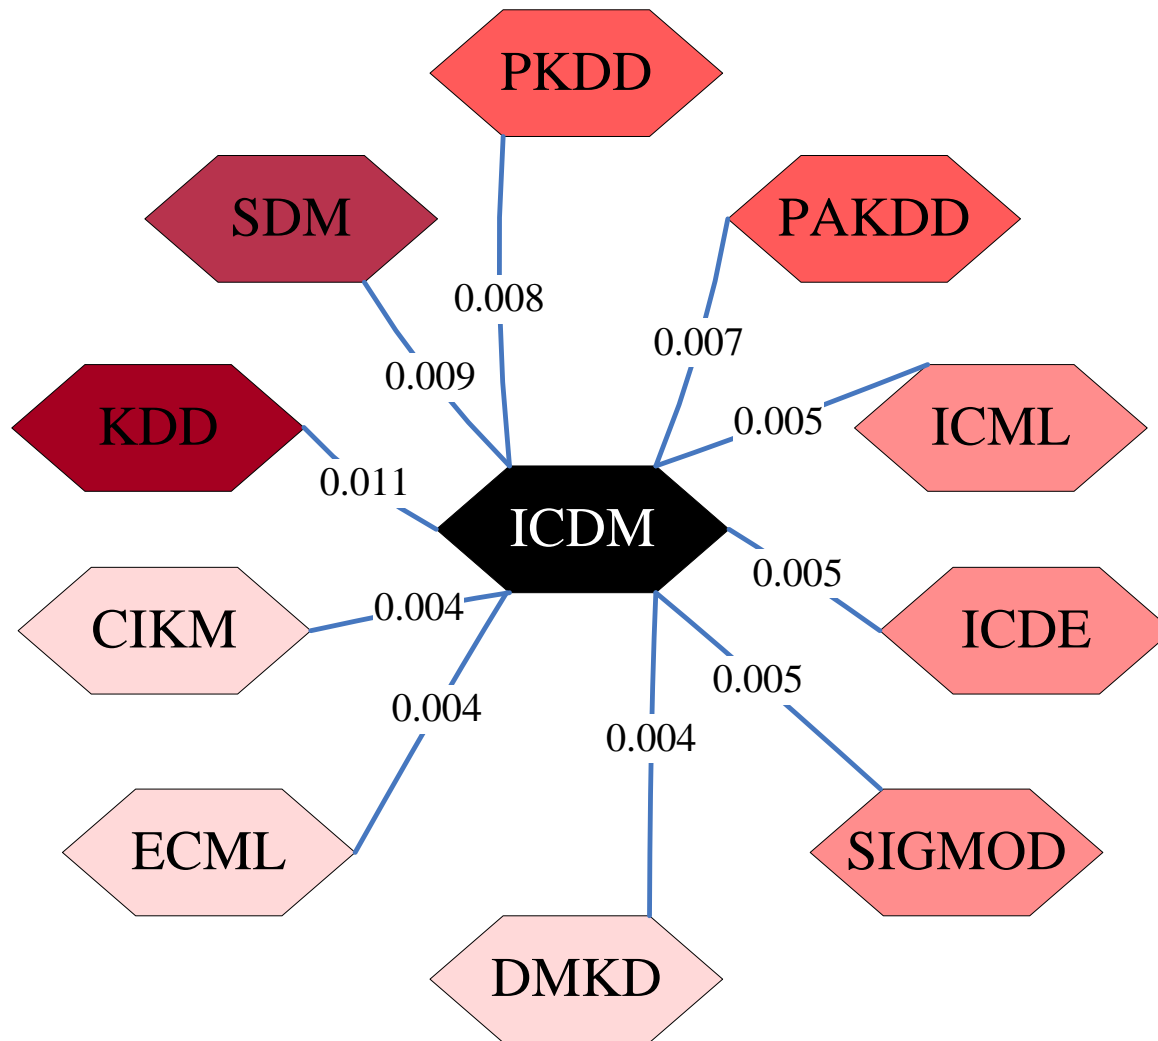 PKDD
SDM
PAKDD
0.008
0.007
0.009
0.005
KDD
ICML
0.011
ICDM
0.005
0.004
CIKM
ICDE
0.005
0.004
0.004
ECML
SIGMOD
DMKD